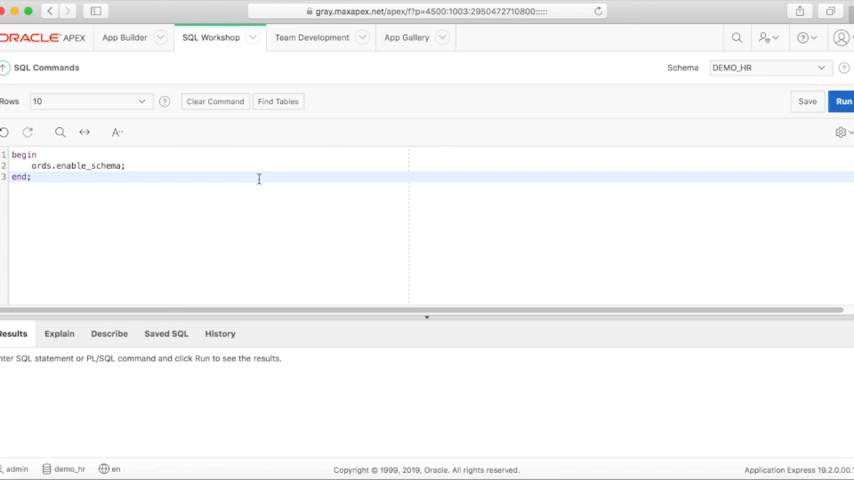 gray.maxapex.net/apex/f?p=4500:1003:2950472710800:::::
ORACLE APEX App Builder SQL Workshop Team Development App Gallery
SQL Commands Schema DEMO_HR
Rows 10 Clear Command Find Tables Save Run
A··
1 begin
2 ords.enable_schema;
3 end;
Results Explain Describe Saved SQL History
nter SQL statement or PL/SQL command and click Run to see the results.
admin demo_hr en Copyright © 1999, 2019, Oracle. All rights reserved. Application Express 19.2.0.00.